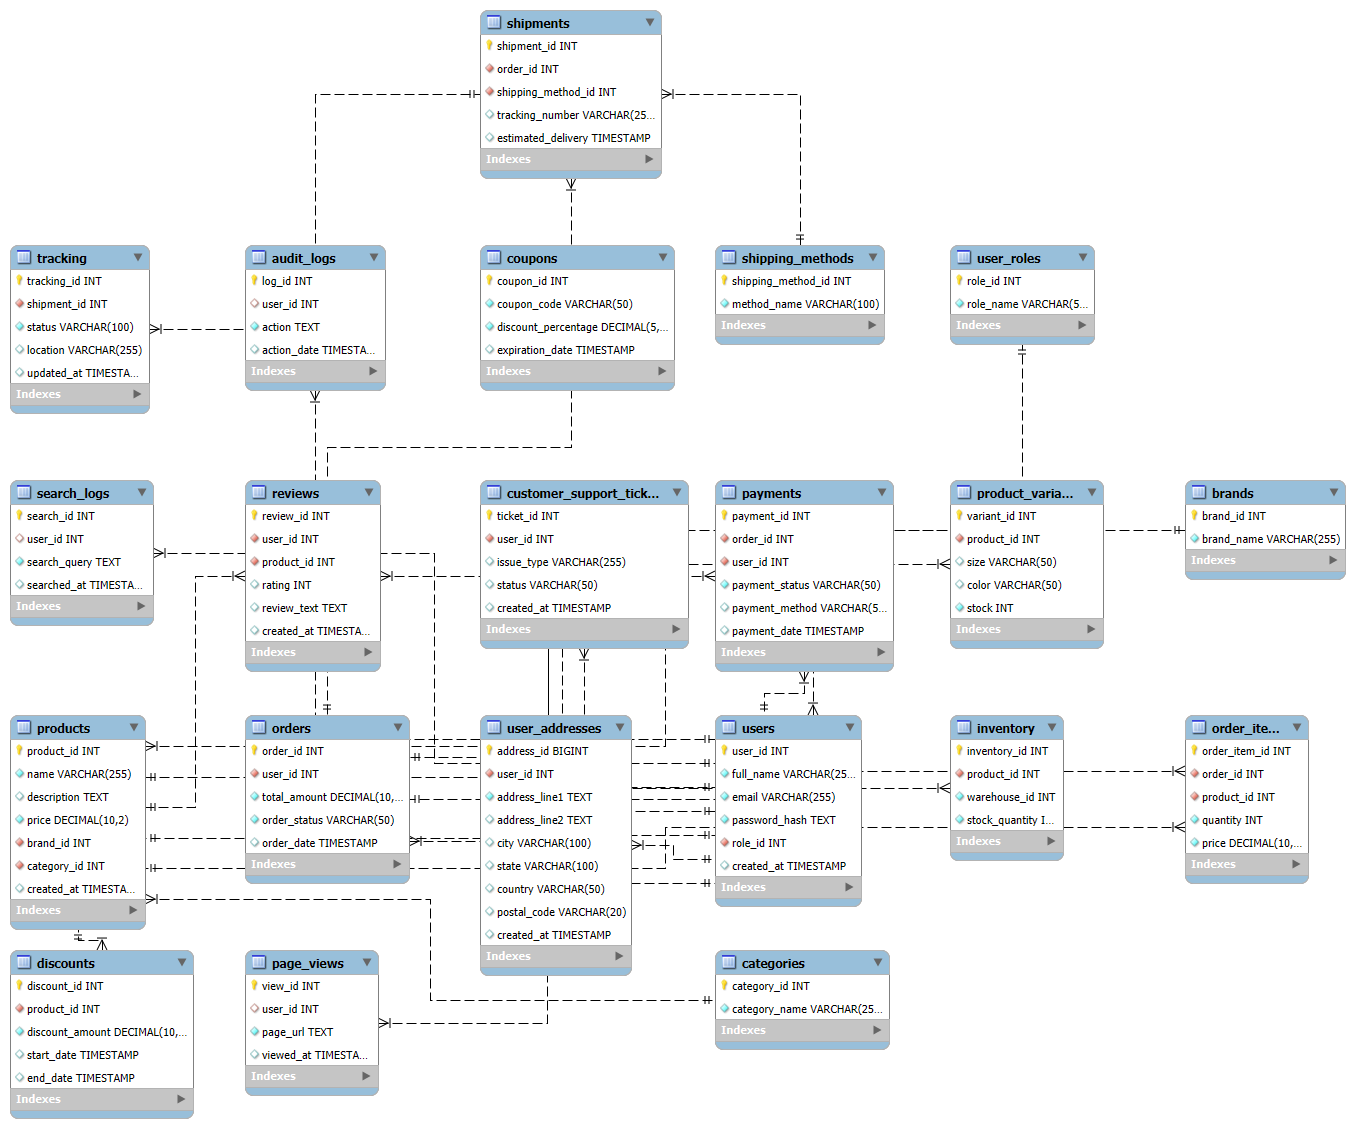 shipments
shipment_id INT
order_id INT
shipping_method_id INT
tracking_number VARCHAR(25...
estimated_delivery TIMESTAMP
Indexes
tracking
tracking_id INT
shipment_id INT
status VARCHAR(100)
location VARCHAR(255)
updated_at TIMESTA...
Indexes
audit_logs
log_id INT
user_id INT
action TEXT
action_date TIMESTA...
Indexes
coupons
coupon_id INT
coupon_code VARCHAR(50)
discount_percentage DECIMAL(5,...
expiration_date TIMESTAMP
Indexes
shipping_methods
shipping_method_id INT
method_name VARCHAR(100)
Indexes
user_roles
role_id INT
role_name VARCHAR(5...
Indexes
search_logs
search_id INT
user_id INT
search_query TEXT
searched_at TIMESTA...
Indexes
reviews
review_id INT
user_id INT
product_id INT
rating INT
review_text TEXT
created_at TIMESTA...
Indexes
customer_support_tick...
ticket_id INT
user_id INT
issue_type VARCHAR(255)
status VARCHAR(50)
created_at TIMESTAMP
Indexes
payments
payment_id INT
order_id INT
user_id INT
payment_status VARCHAR(50)
payment_method VARCHAR(5...
payment_date TIMESTAMP
Indexes
product_varia...
variant_id INT
product_id INT
size VARCHAR(50)
color VARCHAR(50)
stock INT
Indexes
brands
brand_id INT
brand_name VARCHAR(255)
Indexes
products
product_id INT
name VARCHAR(255)
description TEXT
price DECIMAL(10,2)
brand_id INT
category_id INT
created_at TIMESTA...
Indexes
orders
order_id INT
user_id INT
total_amount DECIMAL(10,...
order_status VARCHAR(50)
order_date TIMESTAMP
Indexes
user_addresses
address_id BIGINT
user_id INT
address_line1 TEXT
address_line2 TEXT
city VARCHAR(100)
state VARCHAR(100)
country VARCHAR(50)
postal_code VARCHAR(20)
created_at TIMESTAMP
Indexes
users
user_id INT
full_name VARCHAR(25...
email VARCHAR(255)
password_hash TEXT
role_id INT
created_at TIMESTAMP
Indexes
inventory
inventory_id INT
product_id INT
warehouse_id INT
stock_quantity I...
Indexes
order_ite...
order_item_id INT
order_id INT
product_id INT
quantity INT
price DECIMAL(10,...
Indexes
discounts
discount_id INT
product_id INT
discount_amount DECIMAL(10,...
start_date TIMESTAMP
end_date TIMESTAMP
Indexes
page_views
view_id INT
user_id INT
page_url TEXT
viewed_at TIMESTA...
Indexes
categories
category_id INT
category_name VARCHAR(25...
Indexes